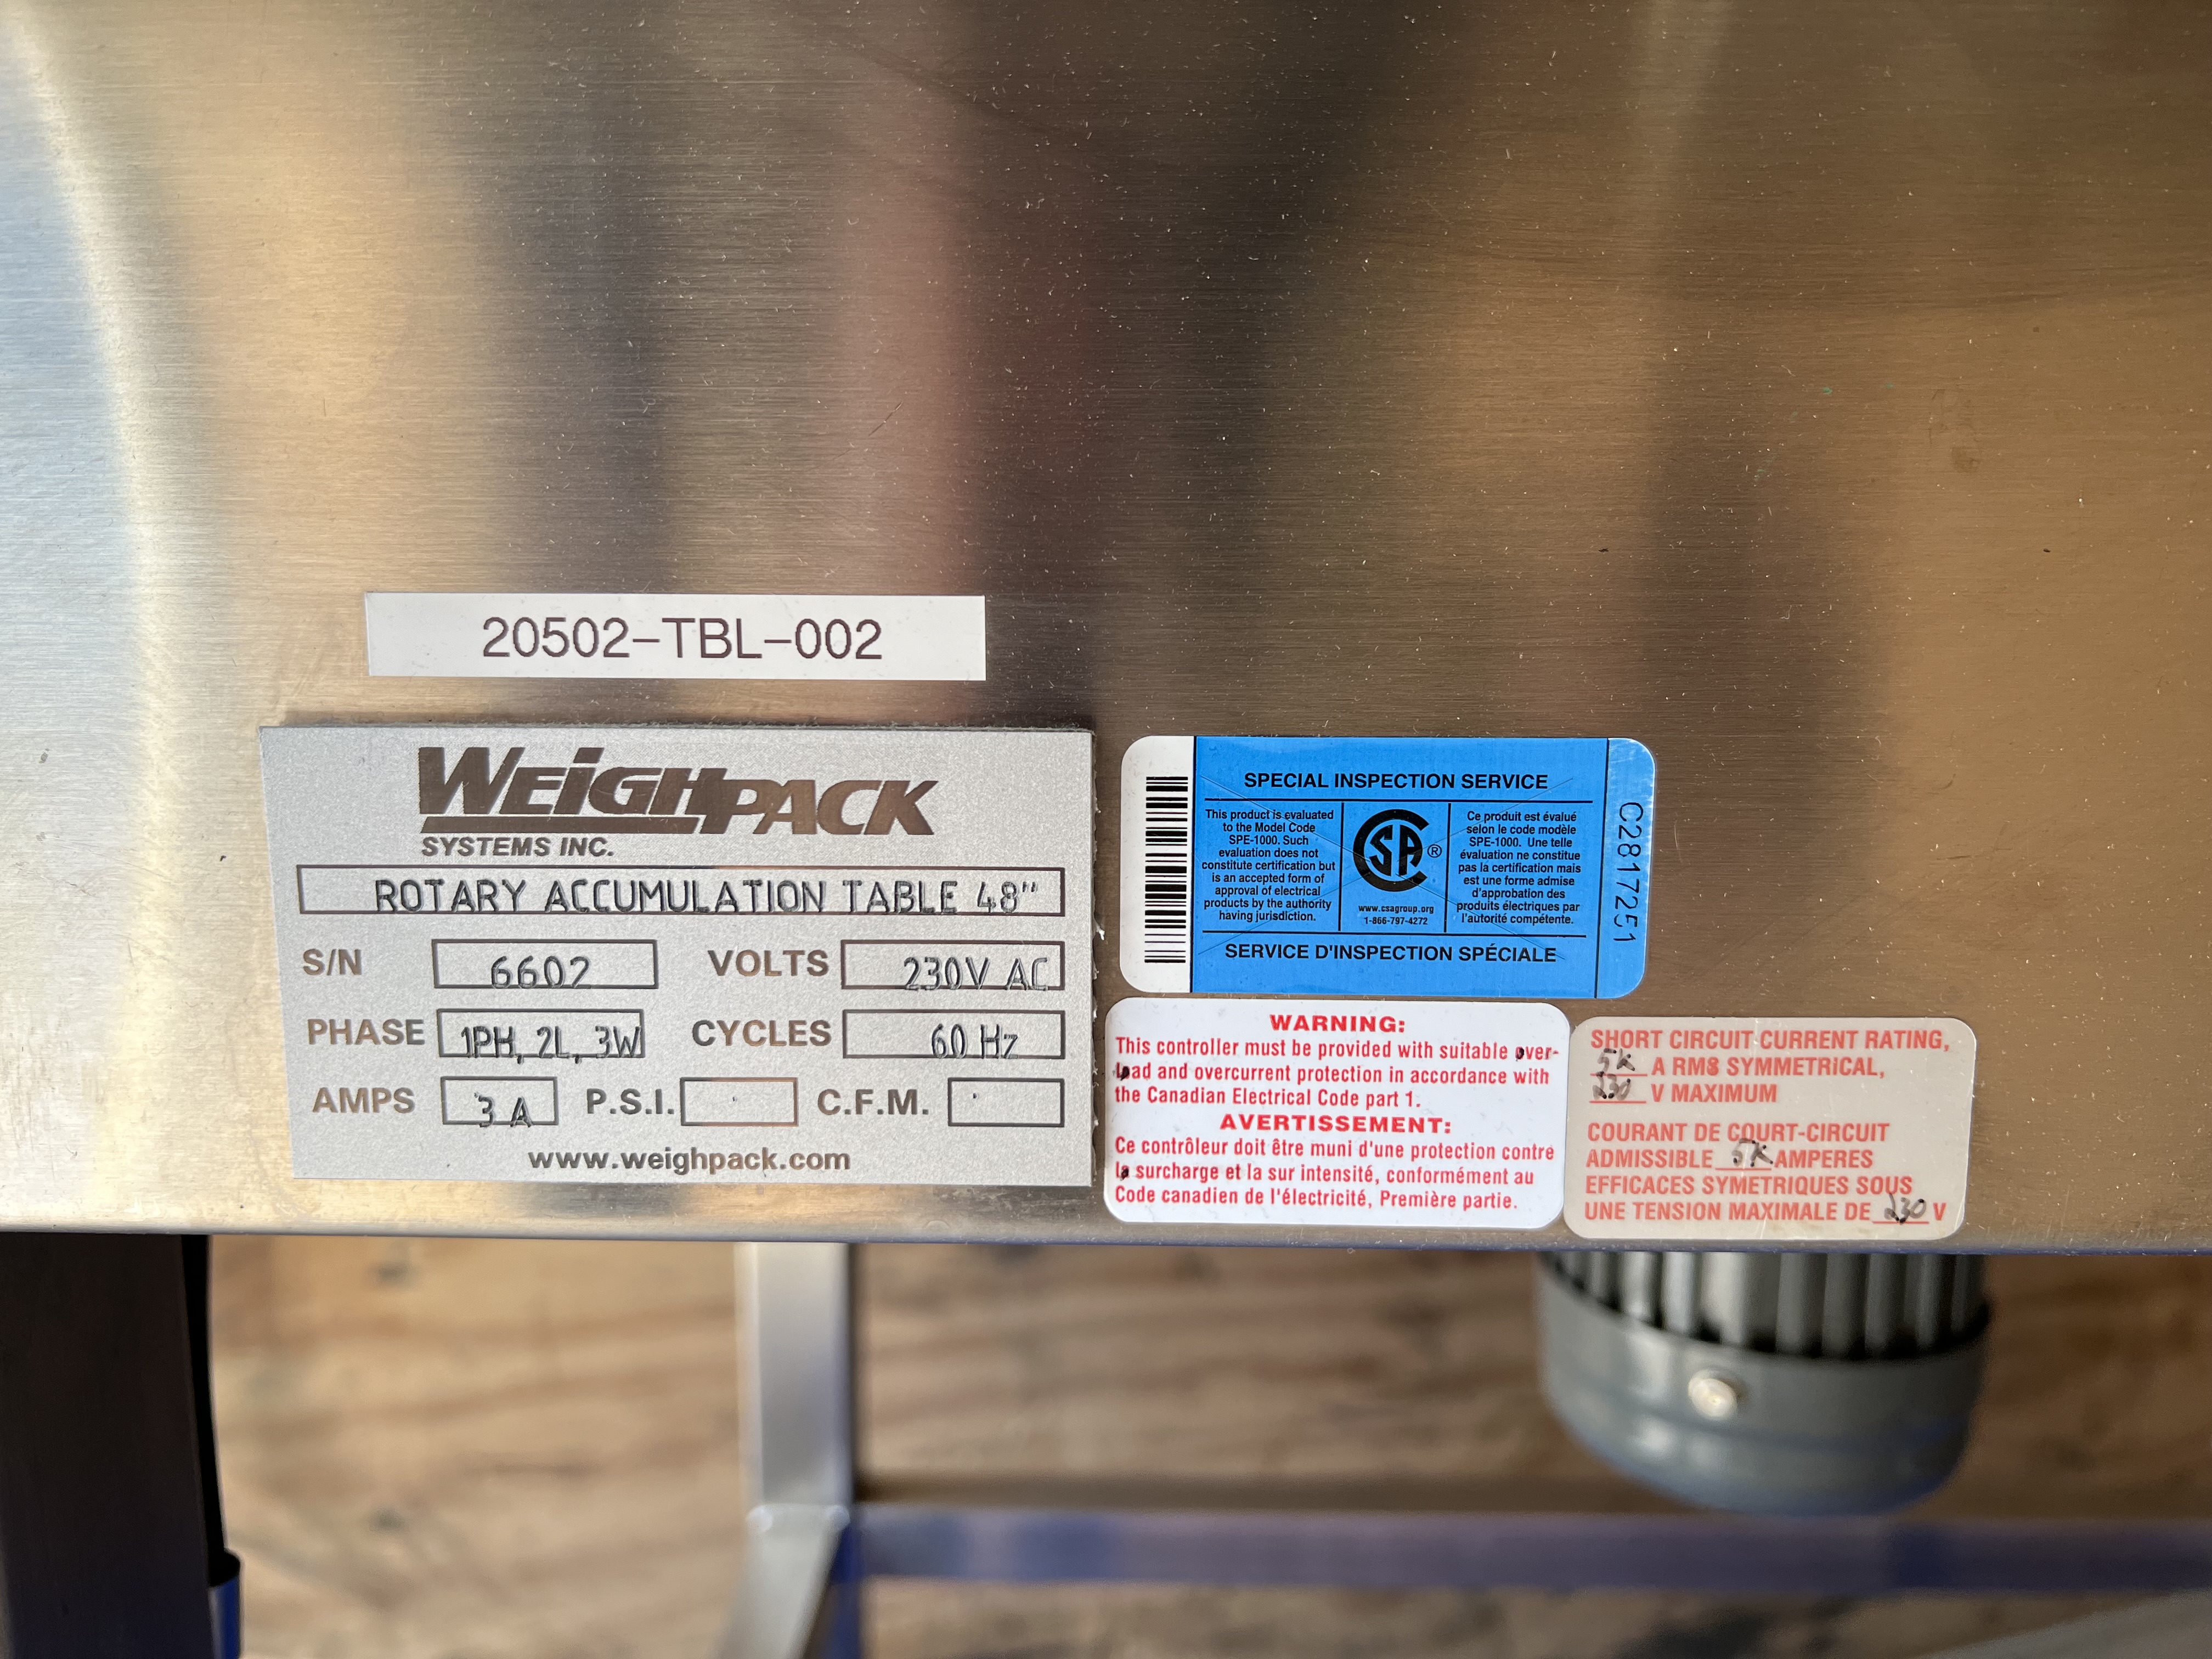 20502-TBL-002
WEIGHPACK
SYSTEMS INC.
ROTARY ACCUMULATION TABLE 48"
S/N 6602 VOLTS 230V AC
PHASE 1PH, 2L, 3W CYCLES 60 Hz
AMPS 3 A P.S.I. C.F.M.
www.weighpack.com
SPECIAL INSPECTION SERVICE
This product is evaluated
to the Model Code
SPE-1000. Such
evaluation does not
constitute certification but
is an accepted form of
approval of electrical
products by the authority
having jurisdiction.
CSA ®
www.csagroup.org
1-866-797-4272
Ce produit est évalué
selon le code modèle
SPE-1000. Une telle
évaluation ne constitue
pas la certification mais
est une forme admise
d'approbation des
produits électriques par
l'autorité compétente.
SERVICE D'INSPECTION SPÉCIALE
C2817251
WARNING:
This controller must be provided with suitable over-
load and overcurrent protection in accordance with
the Canadian Electrical Code part 1.
AVERTISSEMENT:
Ce contrôleur doit être muni d'une protection contre
la surcharge et la sur intensité, conformément au
Code canadien de l'électricité, Première partie.
SHORT CIRCUIT CURRENT RATING,
5K A RMS SYMMETRICAL,
230 V MAXIMUM
COURANT DE COURT-CIRCUIT
ADMISSIBLE 5K AMPERES
EFFICACES SYMETRIQUES SOUS
UNE TENSION MAXIMALE DE 230 V